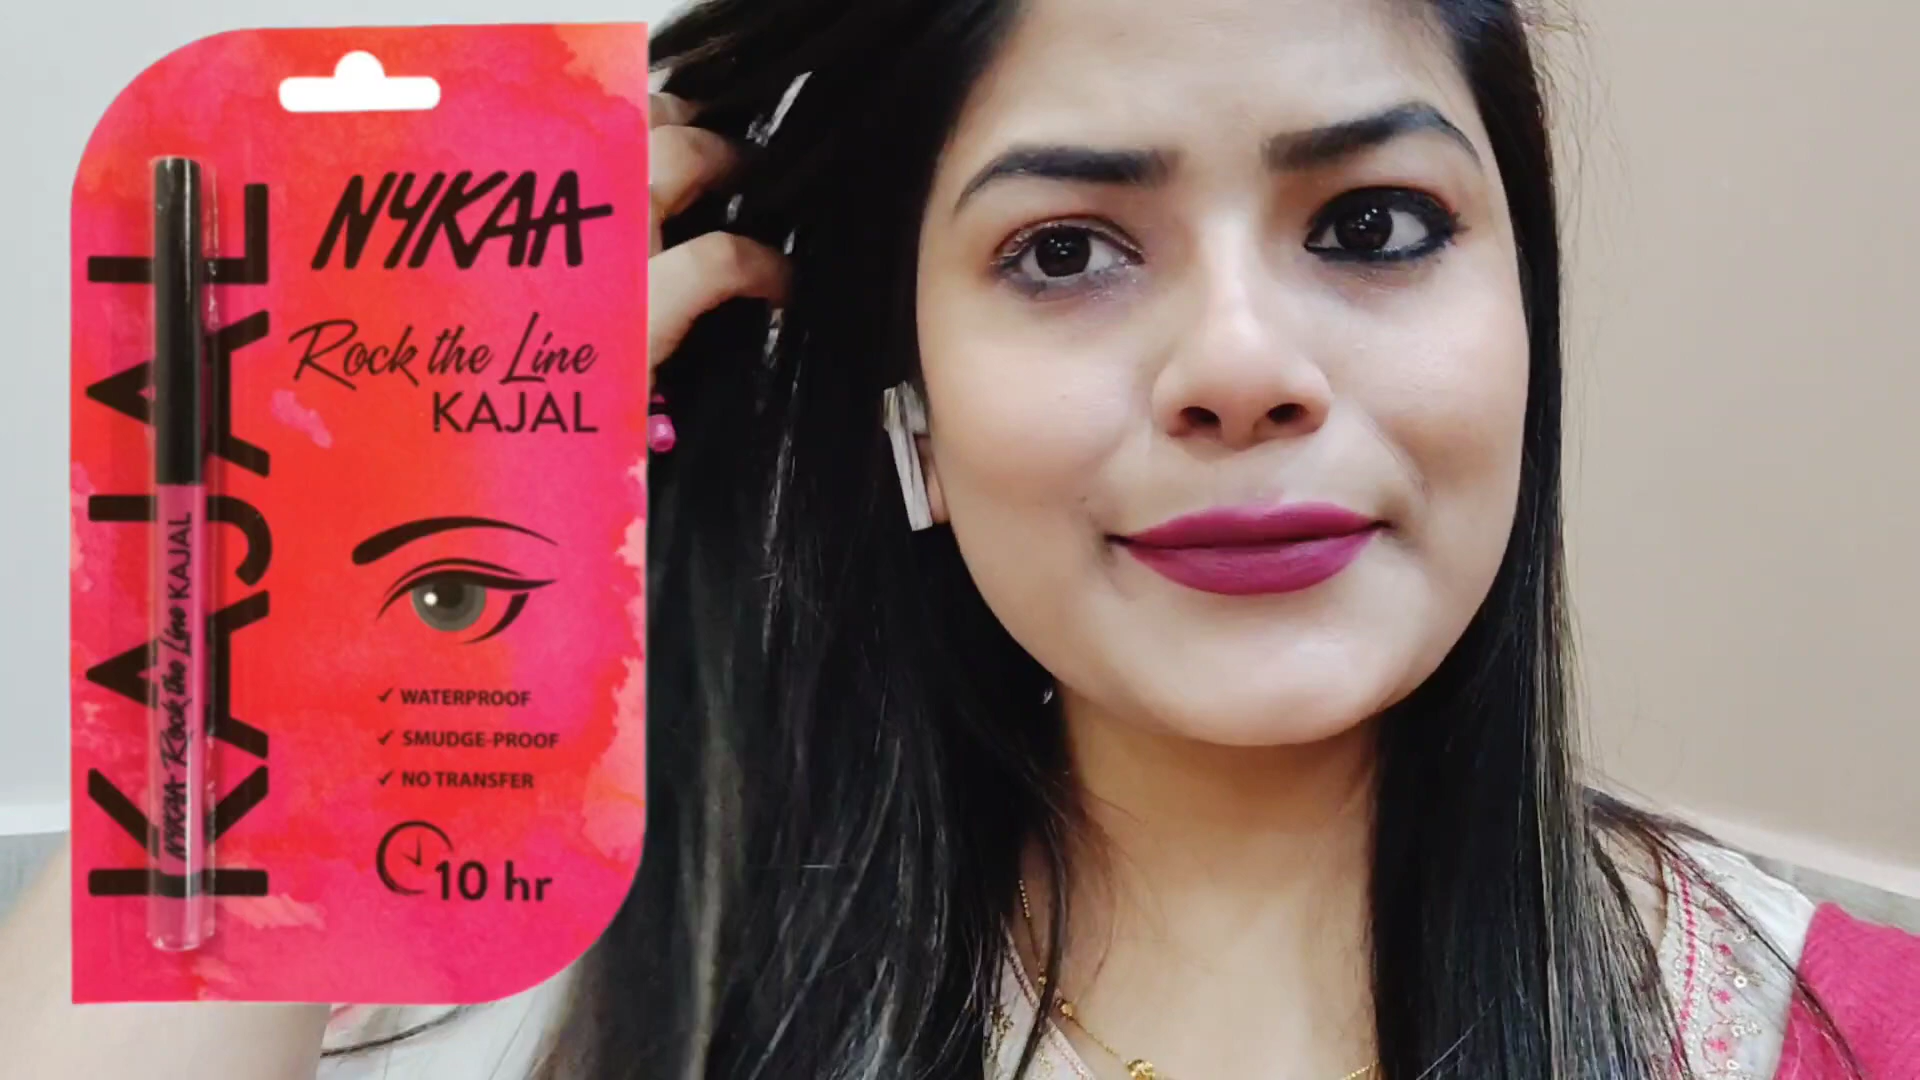 KAJAL
NYKAA Rock the Line KAJAL
NYKAA
Rock the Line
KAJAL
✓ WATERPROOF
✓ SMUDGE-PROOF
✓ NO TRANSFER
10 hr